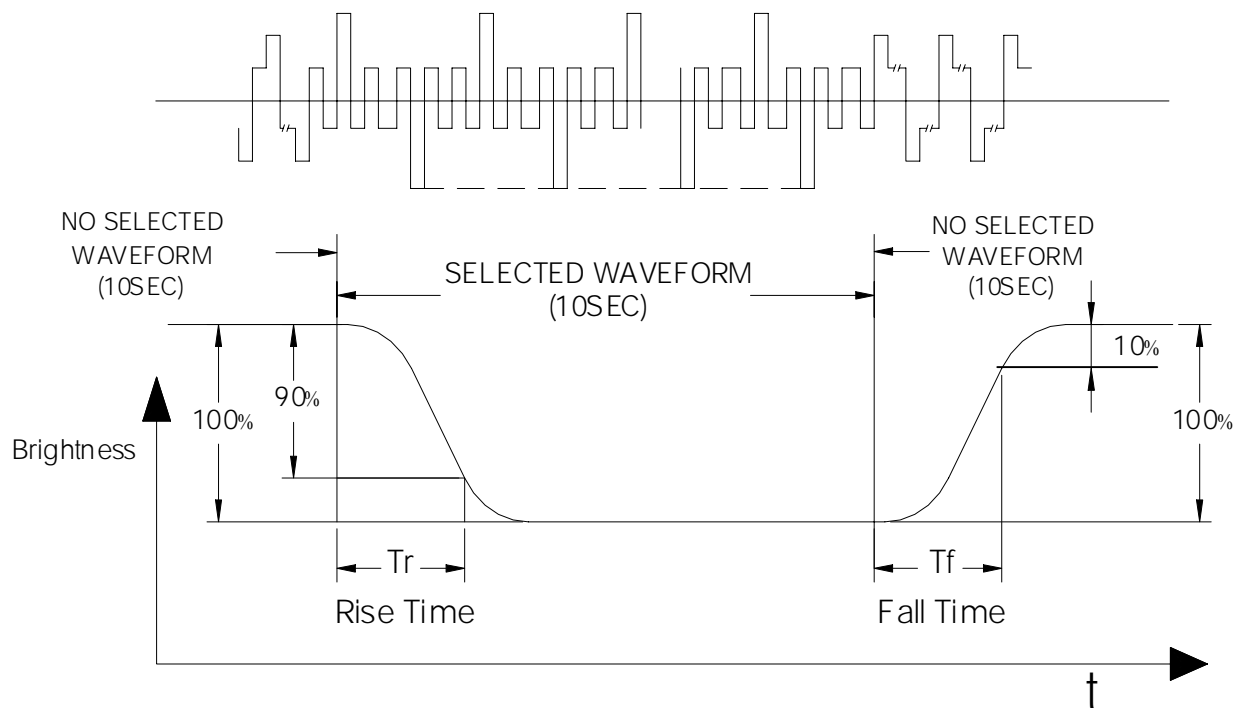 NO SELECTED
WAVEFORM
(10SEC)
SELECTED WAVEFORM
(10SEC)
NO SELECTED
WAVEFORM
(10SEC)
100%
90%
10%
100%
Brightness
Tr
Rise Time
Tf
Fall Time
t